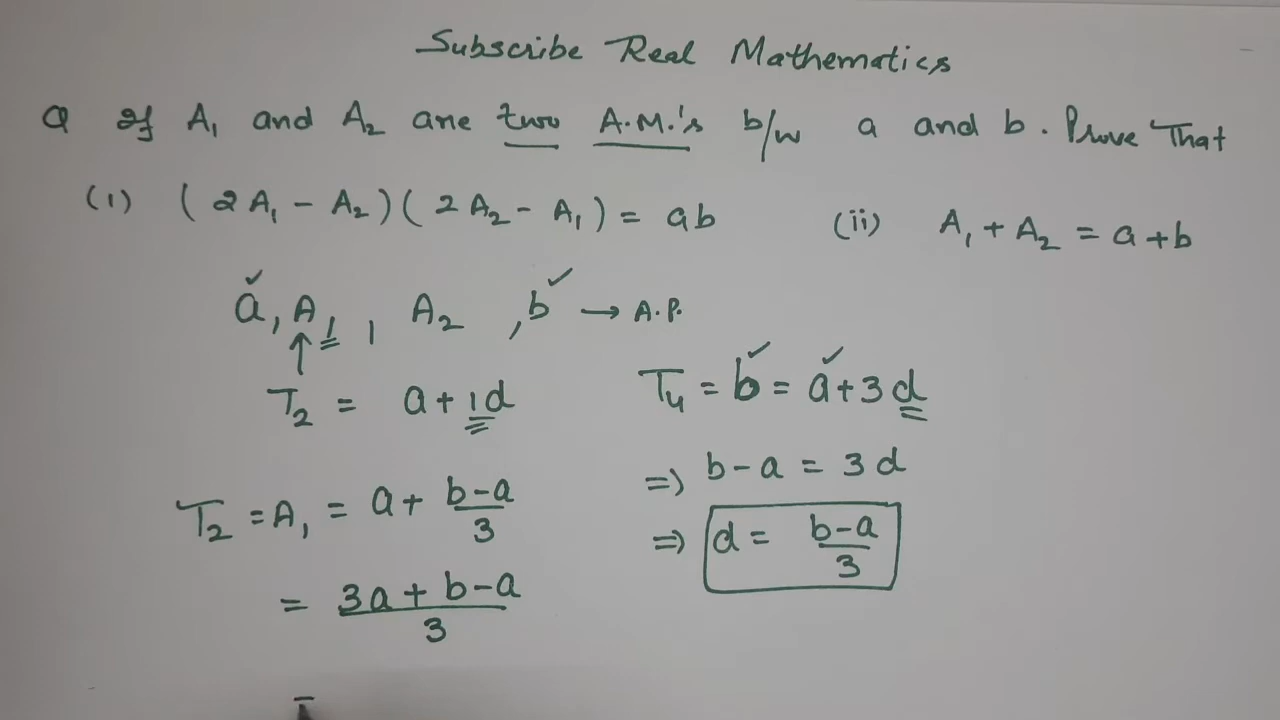 Subscribe Real Mathematics
Q If A₁ and A₂ are two A.M.'s b/w a and b. Prove That
(1) (2A₁ - A₂)(2A₂ - A₁) = ab (ii) A₁ + A₂ = a + b
a, A₁, A₂, b → A.P.
T₂ = a + 1d T₄ = b = a + 3d
⇒ b - a = 3d
T₂ = A₁ = a + (b-a)/3 ⇒ d = (b-a)/3
= (3a + b - a)/3